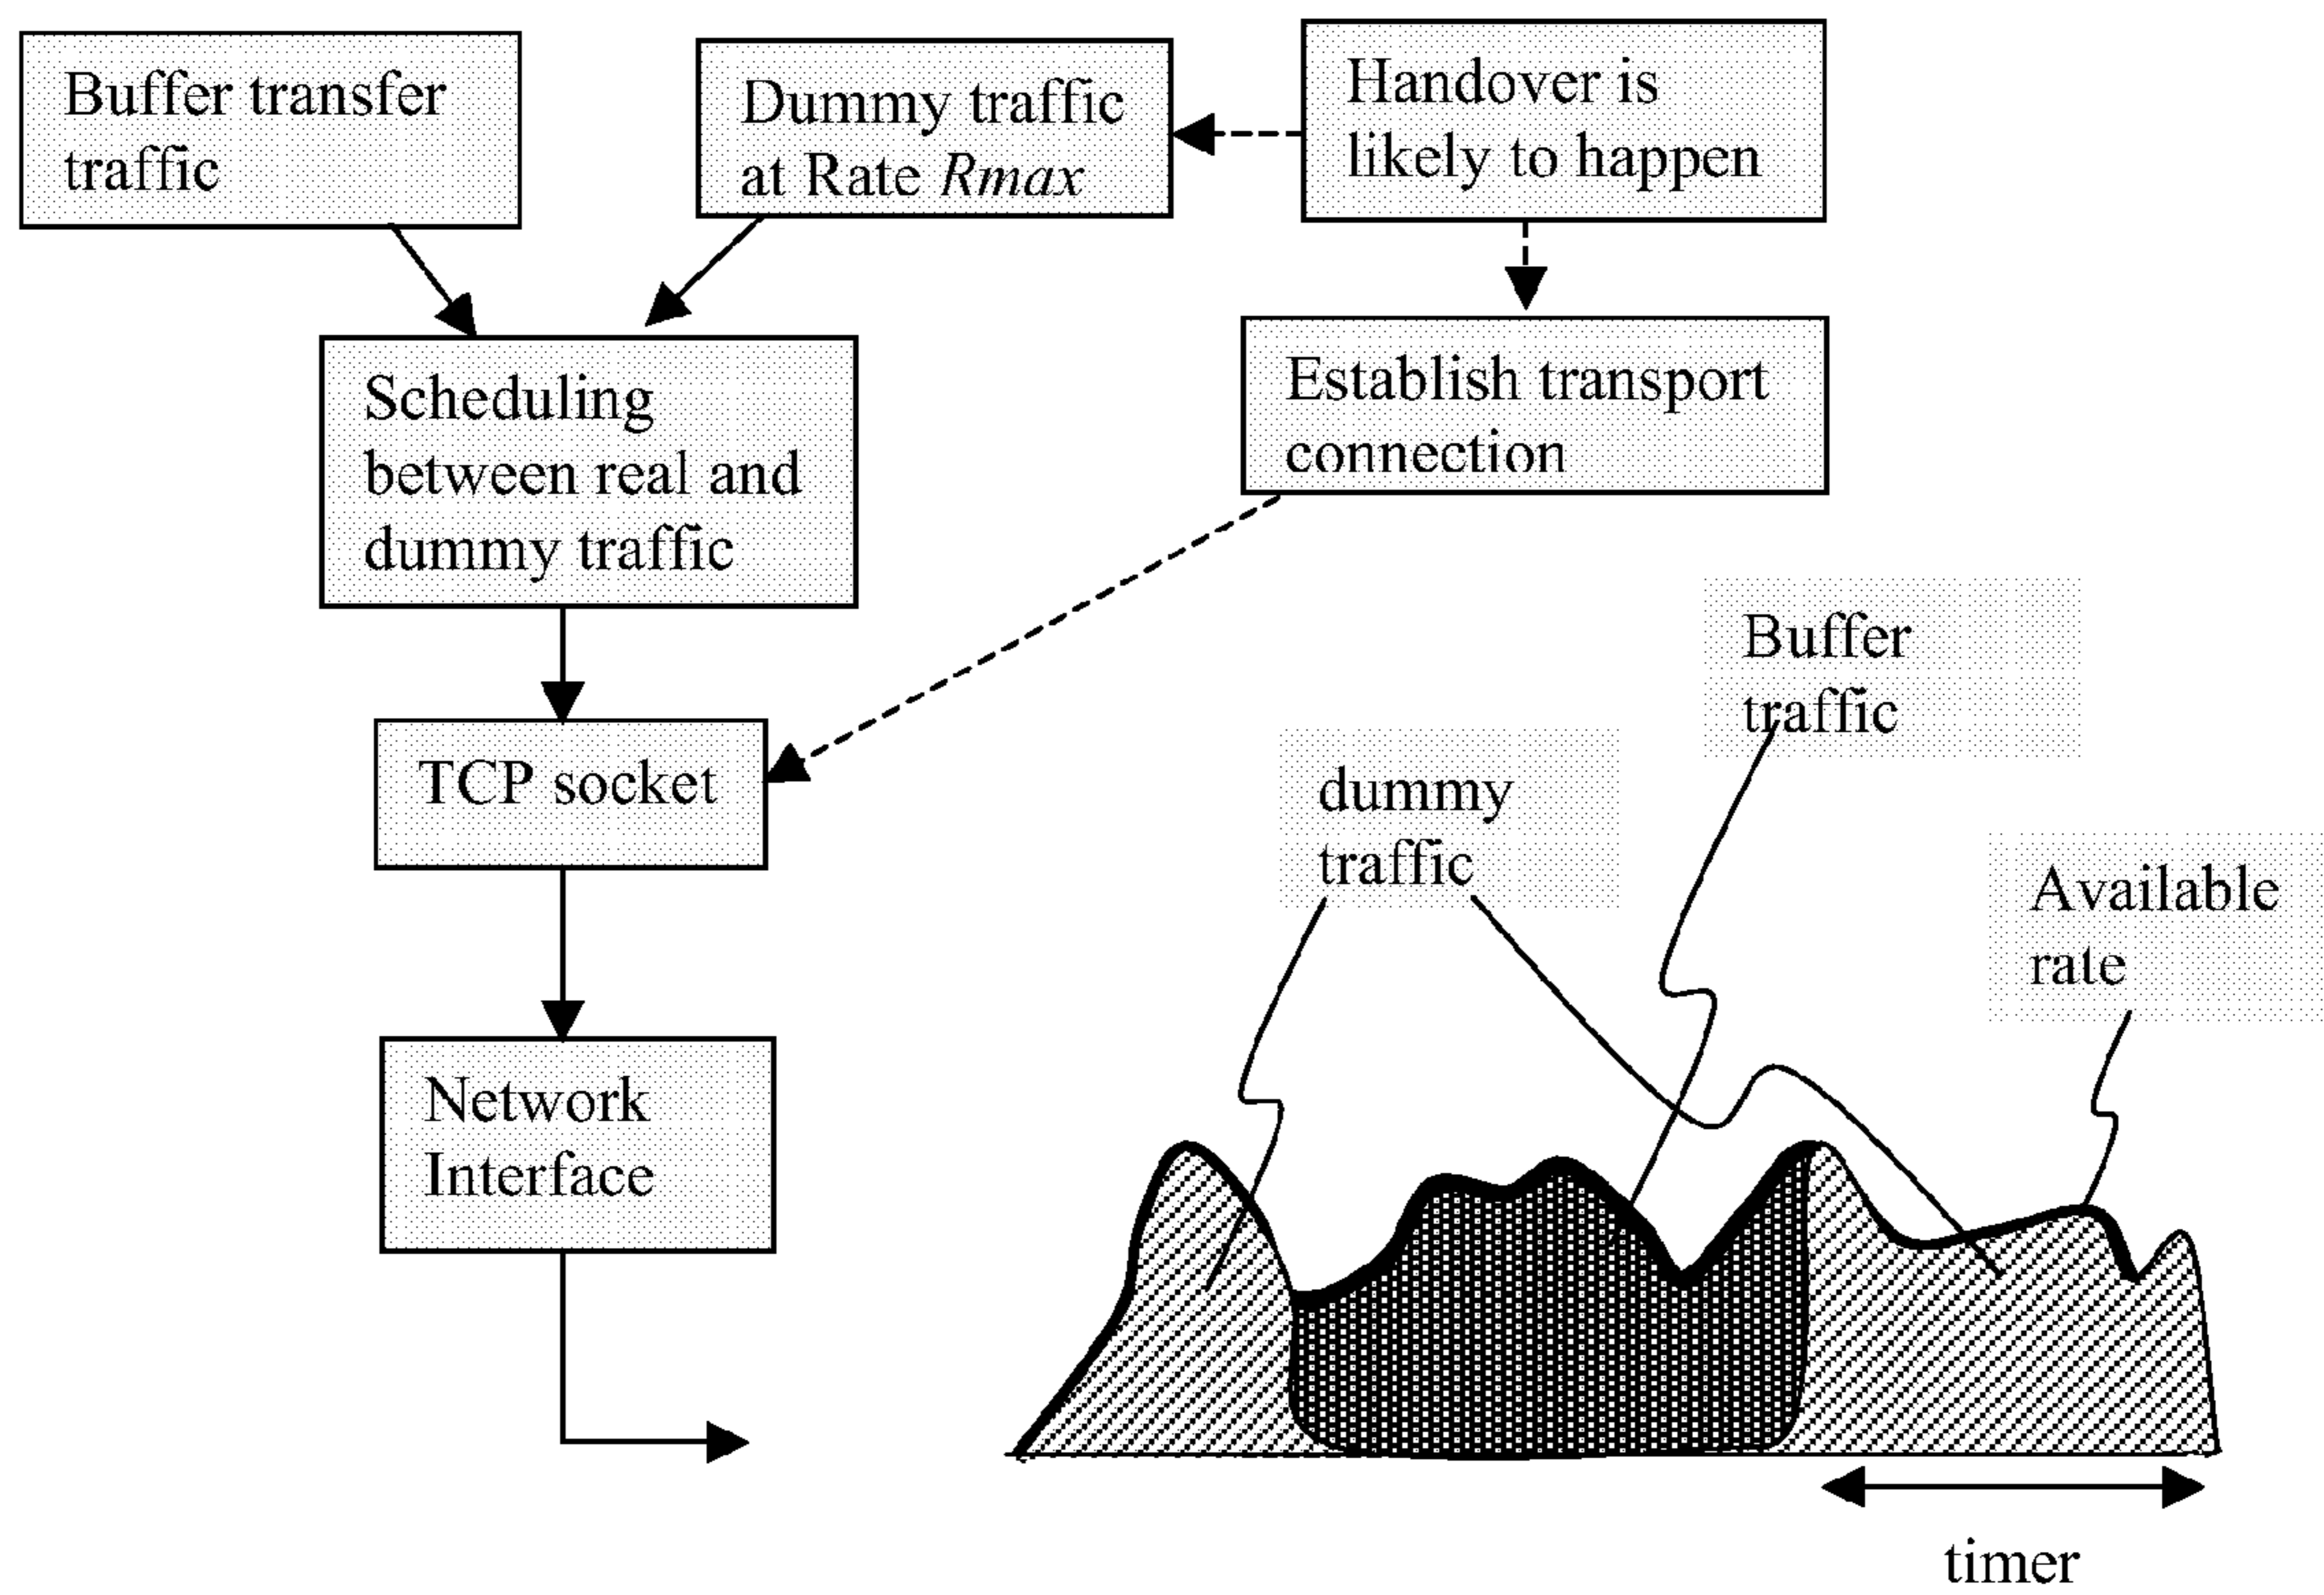 Buffer transfer
traffic
Dummy traffic
at Rate Rmax
Handover is
likely to happen
Scheduling
between real and
dummy traffic
Establish transport
connection
TCP socket
Network
Interface
Buffer
traffic
dummy
traffic
Available
rate
timer